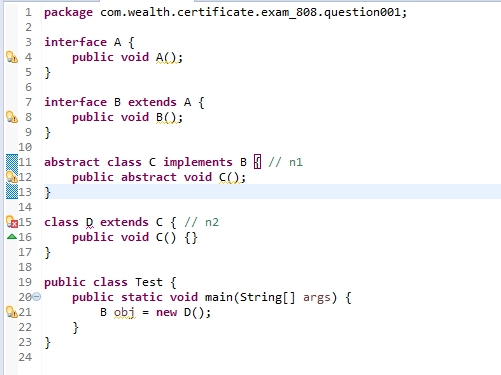 1 package com.wealth.certificate.exam_808.question001;
2
3 interface A {
4     public void A();
5 }
6
7 interface B extends A {
8     public void B();
9 }
10
11 abstract class C implements B { // n1
12     public abstract void C();
13 }
14
15 class D extends C { // n2
16     public void C() {}
17 }
18
19 public class Test {
20     public static void main(String[] args) {
21         B obj = new D();
22     }
23 }
24